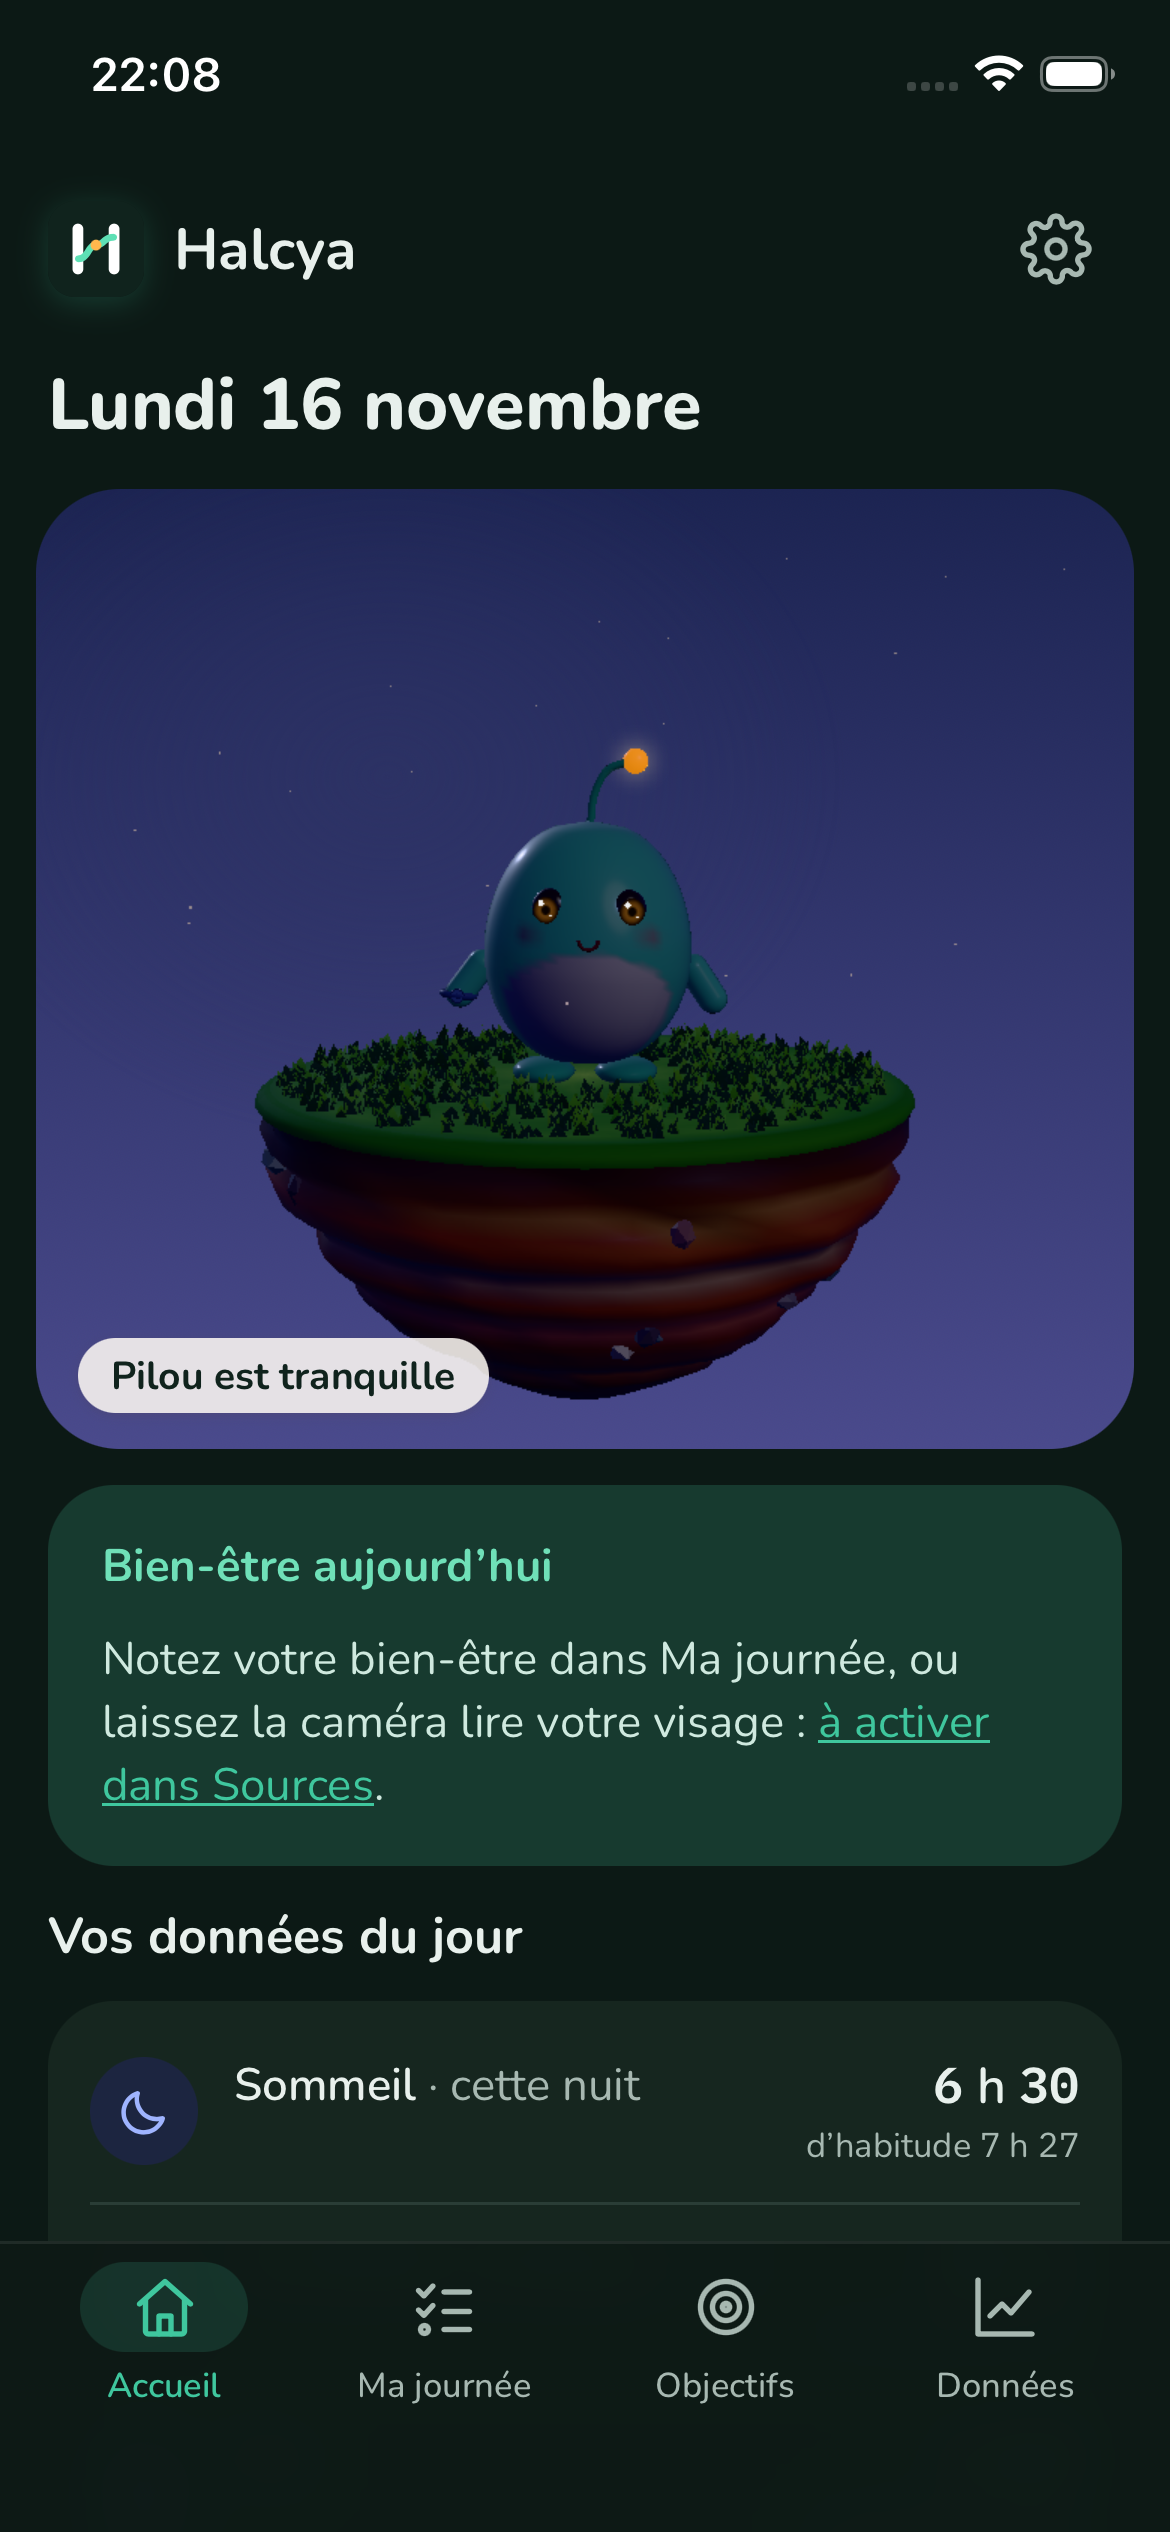 22:08
Halcya
Lundi 16 novembre
Pilou est tranquille
Bien-être aujourd’hui
Notez votre bien-être dans Ma journée, ou
laissez la caméra lire votre visage : à activer
dans Sources.
Vos données du jour
Sommeil · cette nuit
6 h 30
d’habitude 7 h 27
Accueil
Ma journée
Objectifs
Données